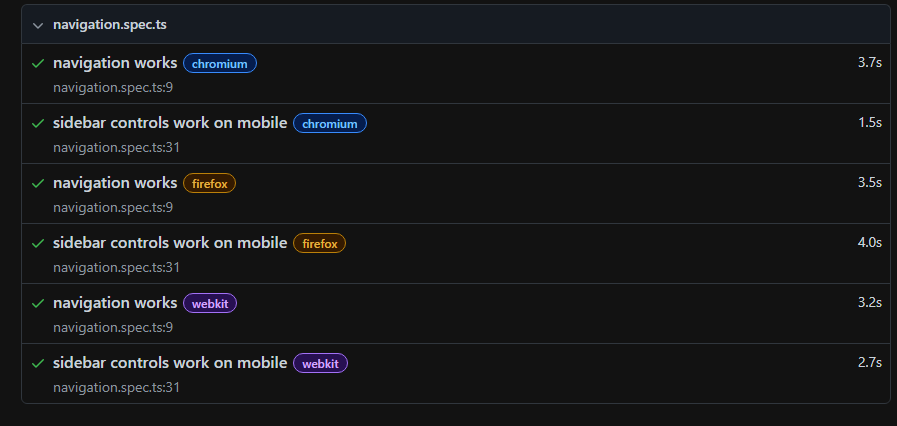 navigation.spec.ts
navigation works chromium 3.7s
navigation.spec.ts:9
sidebar controls work on mobile chromium 1.5s
navigation.spec.ts:31
navigation works firefox 3.5s
navigation.spec.ts:9
sidebar controls work on mobile firefox 4.0s
navigation.spec.ts:31
navigation works webkit 3.2s
navigation.spec.ts:9
sidebar controls work on mobile webkit 2.7s
navigation.spec.ts:31